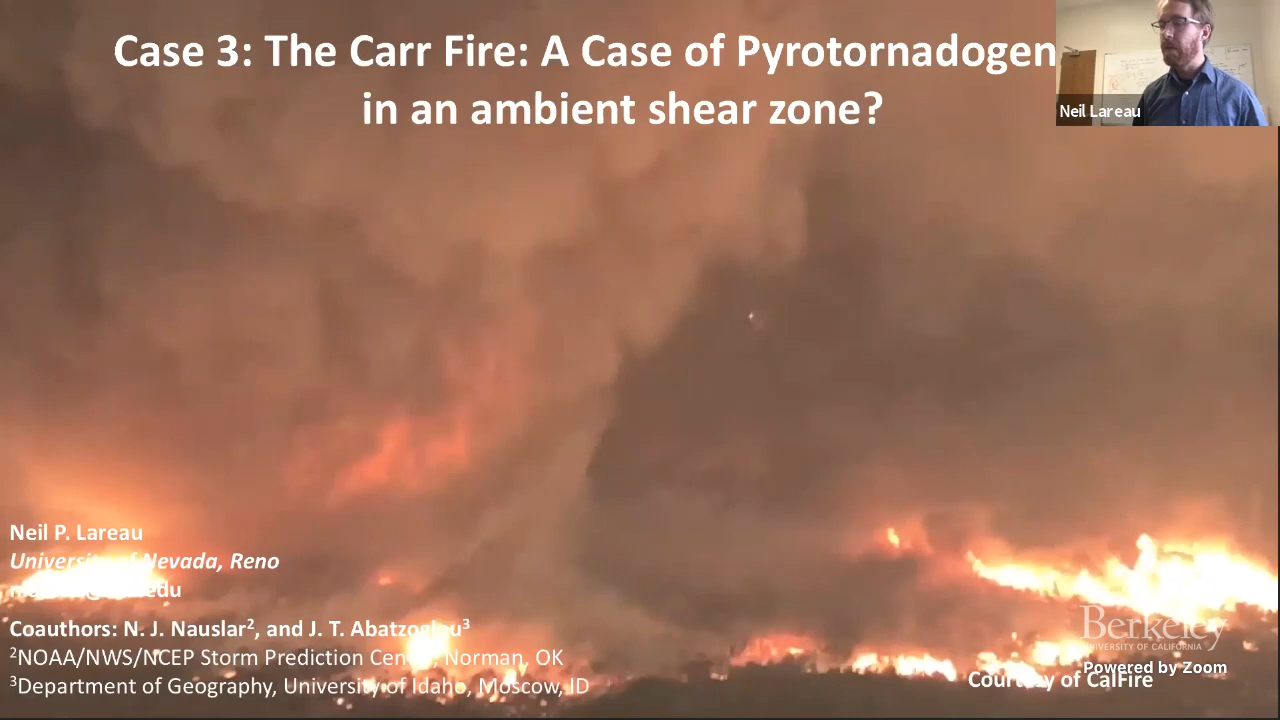 Case 3: The Carr Fire: A Case of Pyrotornadogen
in an ambient shear zone?
Neil Lareau
Neil P. Lareau
University of Nevada, Reno
Coauthors: N. J. Nauslar², and J. T. Abatzoglou³
²NOAA/NWS/NCEP Storm Prediction Center, Norman, OK
³Department of Geography, University of Idaho, Moscow, ID
Berkeley
UNIVERSITY OF CALIFORNIA
Powered by Zoom
Courtesy of CalFire